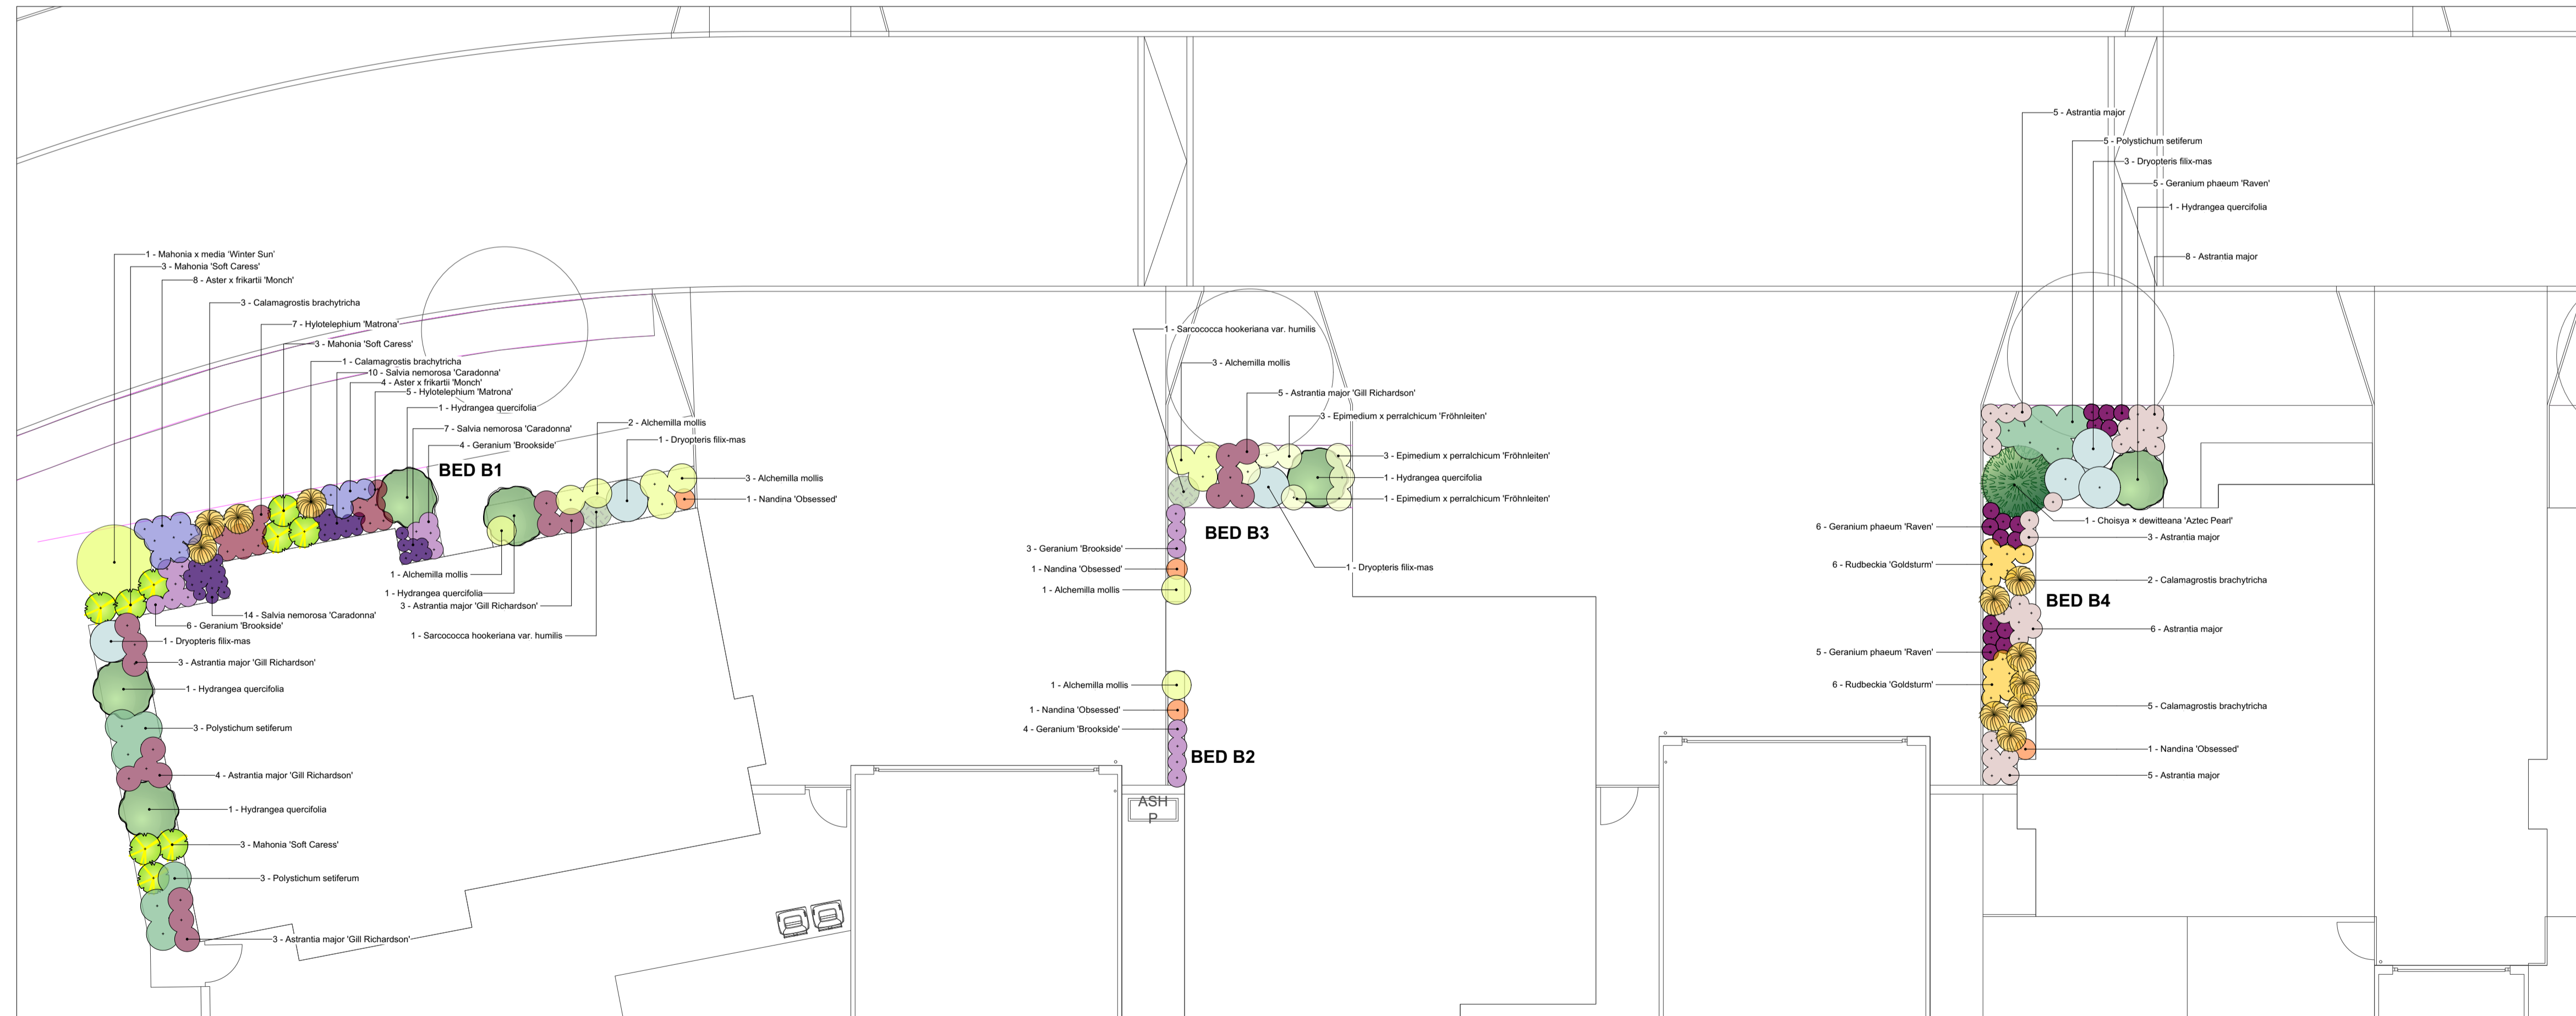 1 - Mahonia x media 'Winter Sun'
3 - Mahonia 'Soft Caress'
8 - Aster x frikartii 'Monch'
3 - Calamagrostis brachytricha
7 - Hylotelephium 'Matrona'
3 - Mahonia 'Soft Caress'
1 - Calamagrostis brachytricha
10 - Salvia nemorosa 'Caradonna'
4 - Aster x frikartii 'Monch'
5 - Hylotelephium 'Matrona'
1 - Hydrangea quercifolia
7 - Salvia nemorosa 'Caradonna'
4 - Geranium 'Brookside'
BED B1
2 - Alchemilla mollis
1 - Dryopteris filix-mas
3 - Alchemilla mollis
1 - Nandina 'Obsessed'
1 - Alchemilla mollis
1 - Hydrangea quercifolia
3 - Astrantia major 'Gill Richardson'
1 - Sarcococca hookeriana var. humilis
14 - Salvia nemorosa 'Caradonna'
6 - Geranium 'Brookside'
1 - Dryopteris filix-mas
3 - Astrantia major 'Gill Richardson'
1 - Hydrangea quercifolia
3 - Polystichum setiferum
4 - Astrantia major 'Gill Richardson'
1 - Hydrangea quercifolia
3 - Mahonia 'Soft Caress'
3 - Polystichum setiferum
3 - Astrantia major 'Gill Richardson'
1 - Sarcococca hookeriana var. humilis
3 - Alchemilla mollis
5 - Astrantia major 'Gill Richardson'
3 - Epimedium x perralchicum 'Fröhnleiten'
3 - Epimedium x perralchicum 'Fröhnleiten'
1 - Hydrangea quercifolia
1 - Epimedium x perralchicum 'Fröhnleiten'
BED B3
1 - Dryopteris filix-mas
3 - Geranium 'Brookside'
1 - Nandina 'Obsessed'
1 - Alchemilla mollis
1 - Alchemilla mollis
1 - Nandina 'Obsessed'
4 - Geranium 'Brookside'
BED B2
ASH
P
5 - Astrantia major
5 - Polystichum setiferum
3 - Dryopteris filix-mas
5 - Geranium phaeum 'Raven'
1 - Hydrangea quercifolia
8 - Astrantia major
1 - Choisya × dewitteana 'Aztec Pearl'
6 - Geranium phaeum 'Raven'
3 - Astrantia major
6 - Rudbeckia 'Goldsturm'
2 - Calamagrostis brachytricha
BED B4
6 - Astrantia major
5 - Geranium phaeum 'Raven'
6 - Rudbeckia 'Goldsturm'
5 - Calamagrostis brachytricha
1 - Nandina 'Obsessed'
5 - Astrantia major